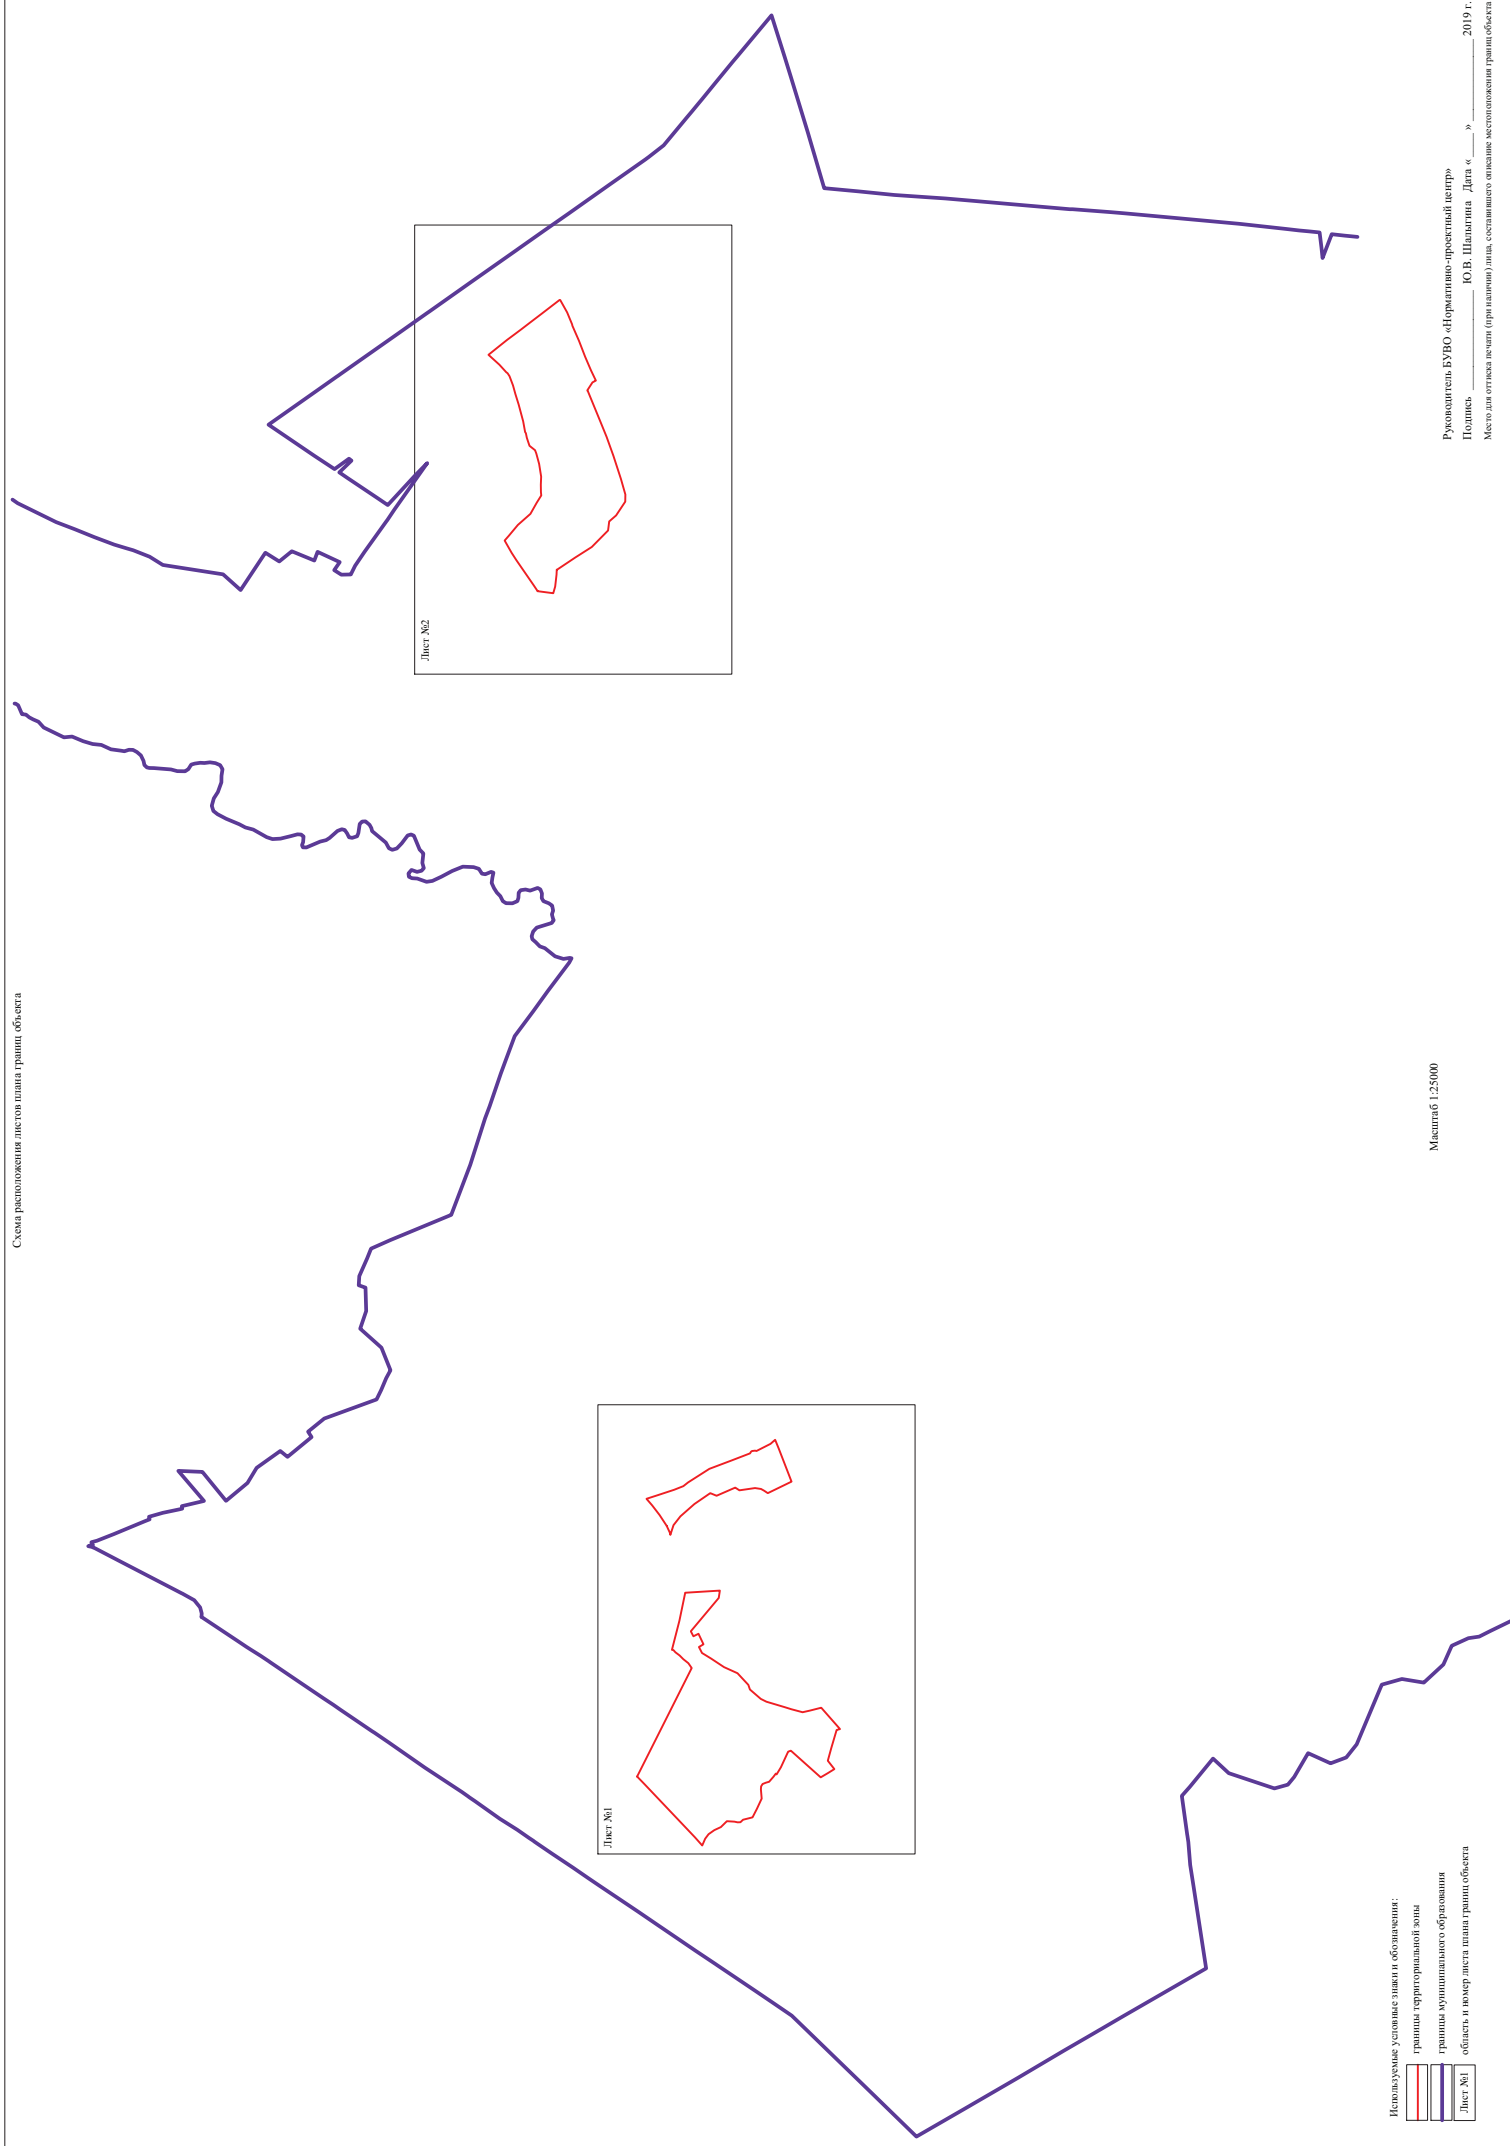 Схема расположения листов плана границ объекта
Лист №1
Лист №2
Масштаб 1:25000
Используемые условные знаки и обозначения:
границы территориальной зоны
границы муниципального образования
Лист №1 область и номер листа плана границ объекта
Руководитель БУВО «Нормативно-проектный центр»
Подпись ____________________ Ю.В. Шалыгина Дата «____ » ________________ 2019 г.
Место для оттиска печати (при наличии) лица, составившего описание местоположения границ объекта